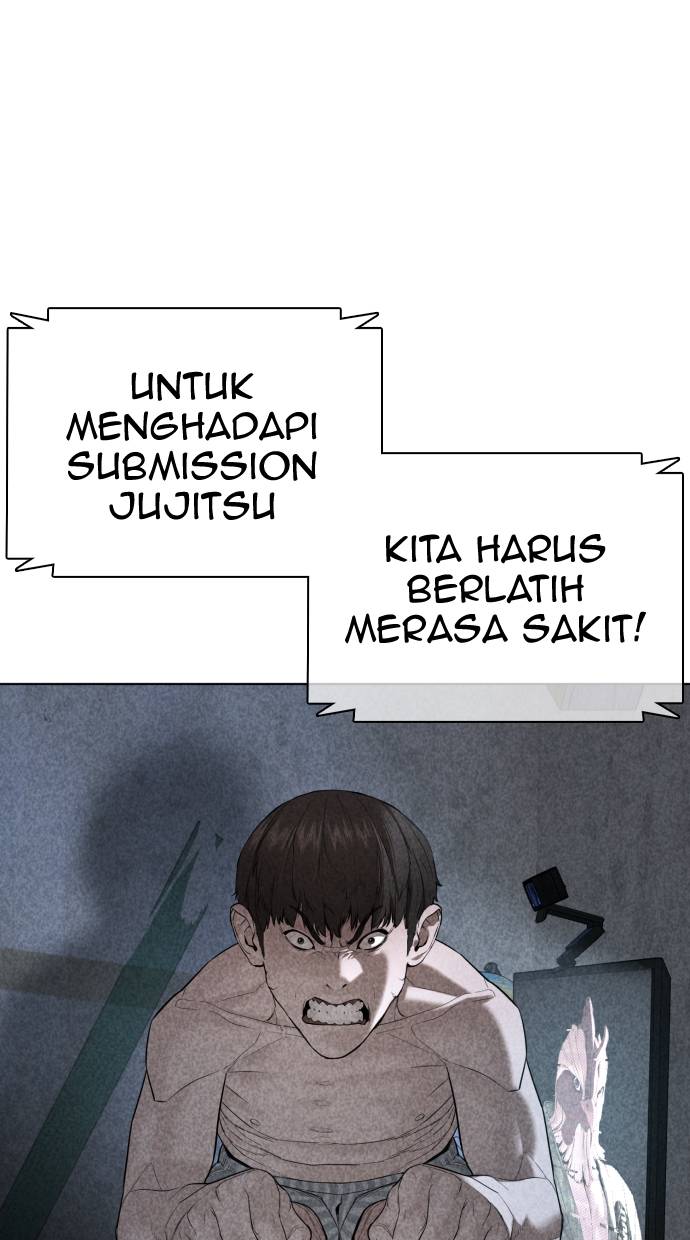 UNTUK
MENGHADAPI
SUBMISSION
JUJITSU
KITA HARUS
BERLATIH
MERASA SAKIT!